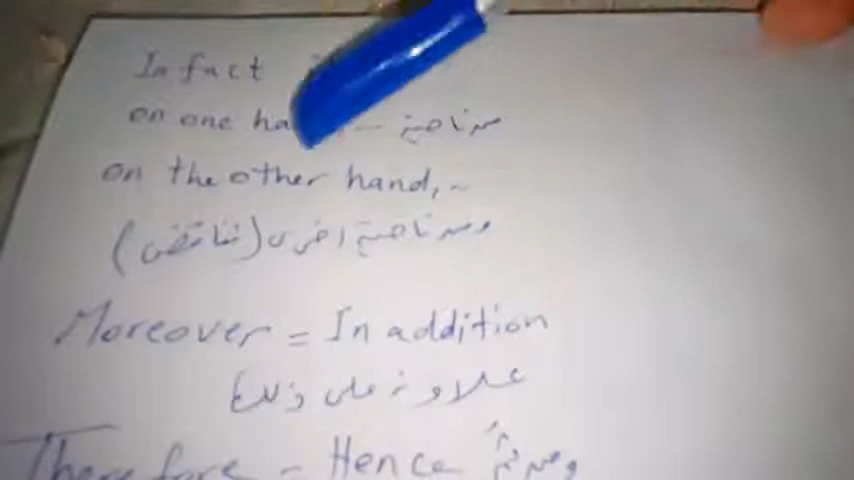 In fact
on one ha من ناحية
on the other hand, ~
ومن ناحية اخرى (تناقض)
Moreover = In addition
علاوة على ذلك
Therefore - Hence ومن ثمَّ